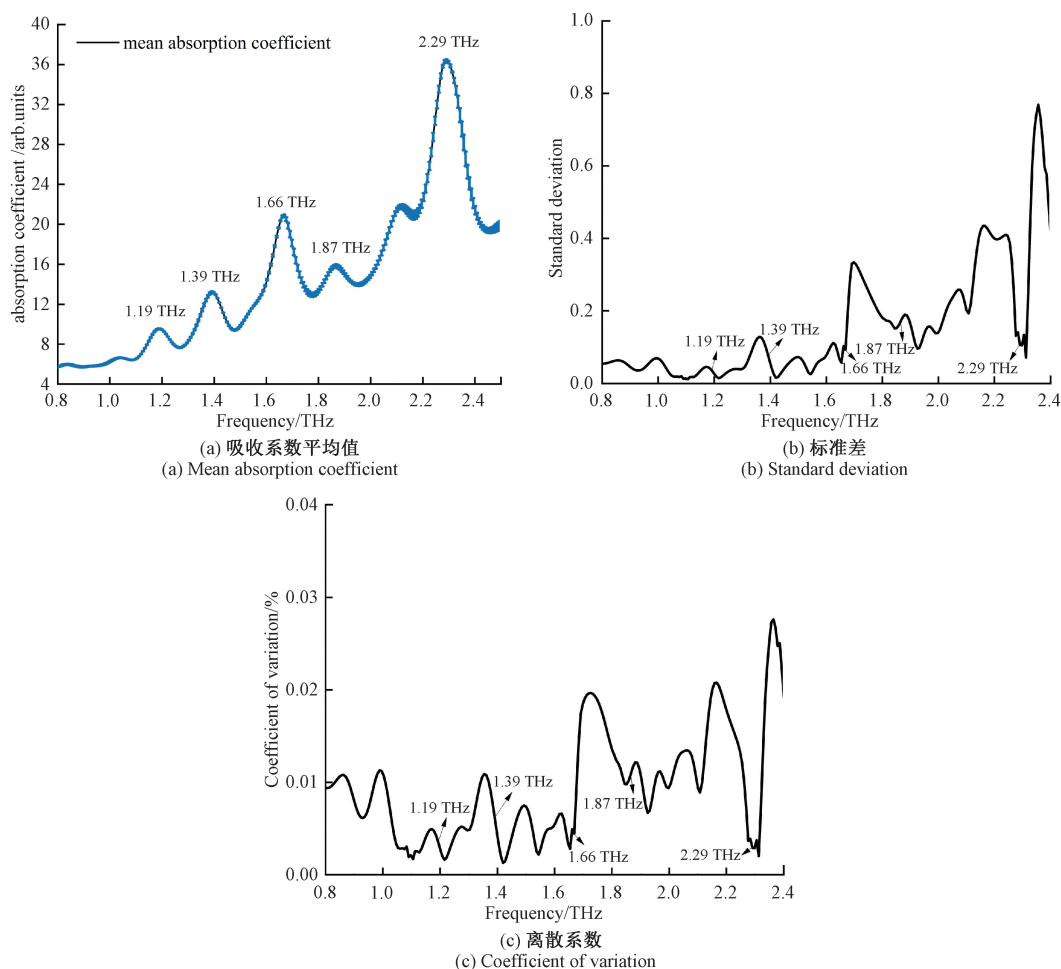 40
36
32
28
24
20
16
12
8
4
absorption coefficient /arb.units
mean absorption coefficient
2.29 THz
1.66 THz
1.87 THz
1.39 THz
1.19 THz
0.8 1.0 1.2 1.4 1.6 1.8 2.0 2.2 2.4
Frequency/THz
(a) 吸收系数平均值
(a) Mean absorption coefficient
1.0
0.8
0.6
0.4
0.2
0.0
Standard deviation
1.19 THz
1.39 THz
1.87 THz
1.66 THz
2.29 THz
0.8 1.0 1.2 1.4 1.6 1.8 2.0 2.2 2.4
Frequency/THz
(b) 标准差
(b) Standard deviation
0.04
0.03
0.02
0.01
0.00
Coefficient of variation/%
1.39 THz
1.19 THz
1.87 THz
1.66 THz
2.29 THz
0.8 1.0 1.2 1.4 1.6 1.8 2.0 2.2 2.4
Frequency/THz
(c) 离散系数
(c) Coefficient of variation